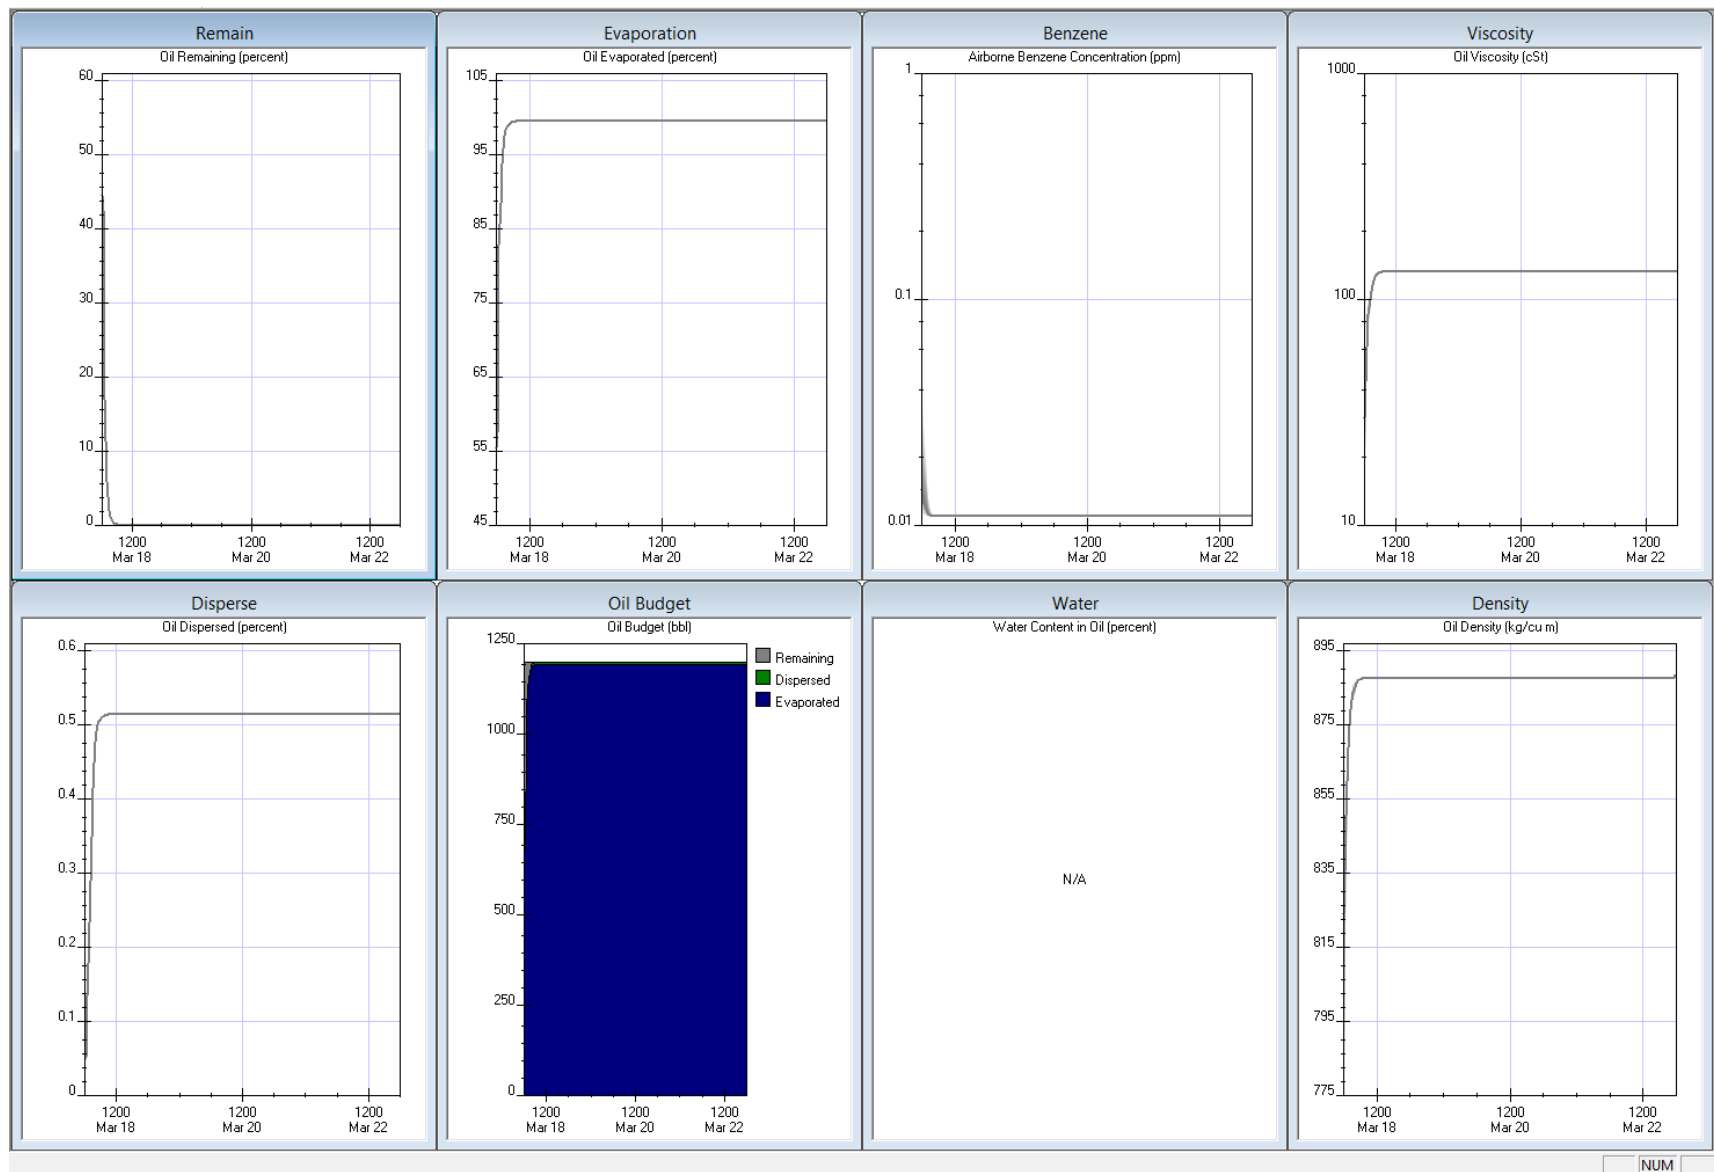 Remain
Oil Remaining (percent)
60
50
40
30
20
10
0
1200 1200 1200
Mar 18 Mar 20 Mar 22
Evaporation
Oil Evaporated (percent)
105
95
85
75
65
55
45
1200 1200 1200
Mar 18 Mar 20 Mar 22
Benzene
Airborne Benzene Concentration (ppm)
1
0.1
0.01
1200 1200 1200
Mar 18 Mar 20 Mar 22
Viscosity
Oil Viscosity (cSt)
1000
100
10
1200 1200 1200
Mar 18 Mar 20 Mar 22
Disperse
Oil Dispersed (percent)
0.6
0.5
0.4
0.3
0.2
0.1
0
1200 1200 1200
Mar 18 Mar 20 Mar 22
Oil Budget
Oil Budget (bbl)
1250
1000
750
500
250
0
1200 1200 1200
Mar 18 Mar 20 Mar 22
Remaining
Dispersed
Evaporated
Water
Water Content in Oil (percent)
N/A
Density
Oil Density (kg/cu m)
895
875
855
835
815
795
775
1200 1200 1200
Mar 18 Mar 20 Mar 22
NUM